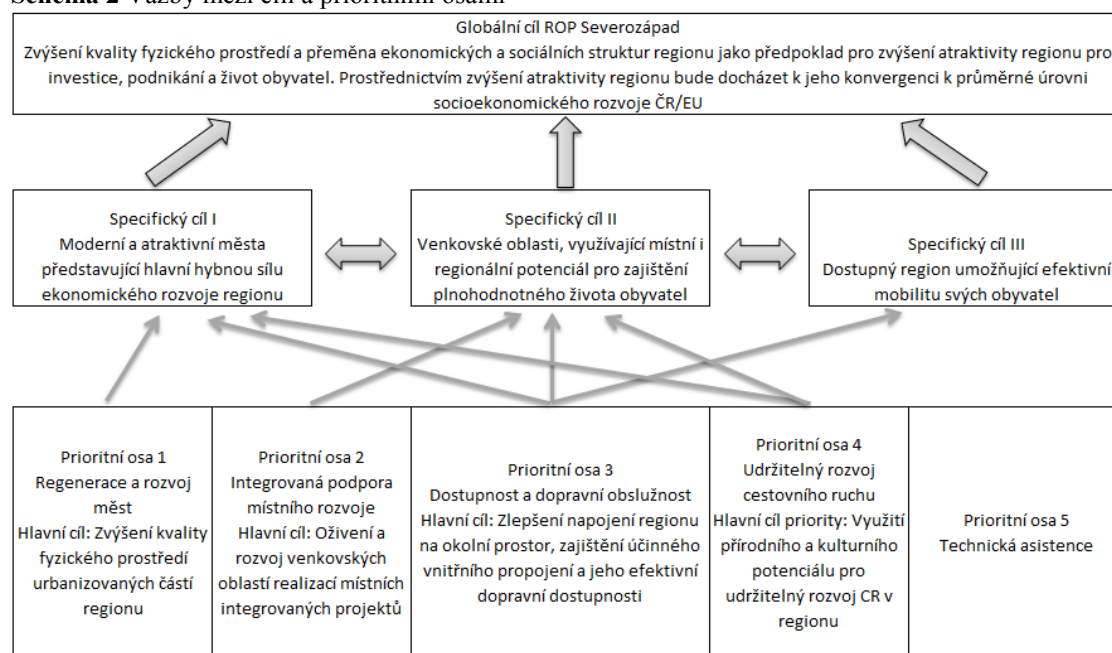 Schéma 2 Vazby mezi cíli a prioritními osami
Globální cíl ROP Severozápad
Zvýšení kvality fyzického prostředí a přeměna ekonomických a sociálních struktur regionu jako předpoklad pro zvýšení atraktivity regionu pro
investice, podnikání a život obyvatel. Prostřednictvím zvýšení atraktivity regionu bude docházet k jeho konvergenci k průměrné úrovni
socioekonomického rozvoje ČR/EU
Specifický cíl I
Moderní a atraktivní města
představující hlavní hybnou sílu
ekonomického rozvoje regionu
Specifický cíl II
Venkovské oblasti, využívající místní i
regionální potenciál pro zajištění
plnohodnotného života obyvatel
Specifický cíl III
Dostupný region umožňující efektivní
mobilitu svých obyvatel
Prioritní osa 1
Regenerace a rozvoj
měst
Hlavní cíl: Zvýšení kvality
fyzického prostředí
urbanizovaných částí
regionu
Prioritní osa 2
Integrovaná podpora
místního rozvoje
Hlavní cíl: Oživení a
rozvoj venkovských
oblastí realizací místních
integrovaných projektů
Prioritní osa 3
Dostupnost a dopravní obslužnost
Hlavní cíl: Zlepšení napojení regionu
na okolní prostor, zajištění účinného
vnitřního propojení a jeho efektivní
dopravní dostupnosti
Prioritní osa 4
Udržitelný rozvoj
cestovního ruchu
Hlavní cíl priority: Využití
přírodního a kulturního
potenciálu pro
udržitelný rozvoj CR v
regionu
Prioritní osa 5
Technická asistence